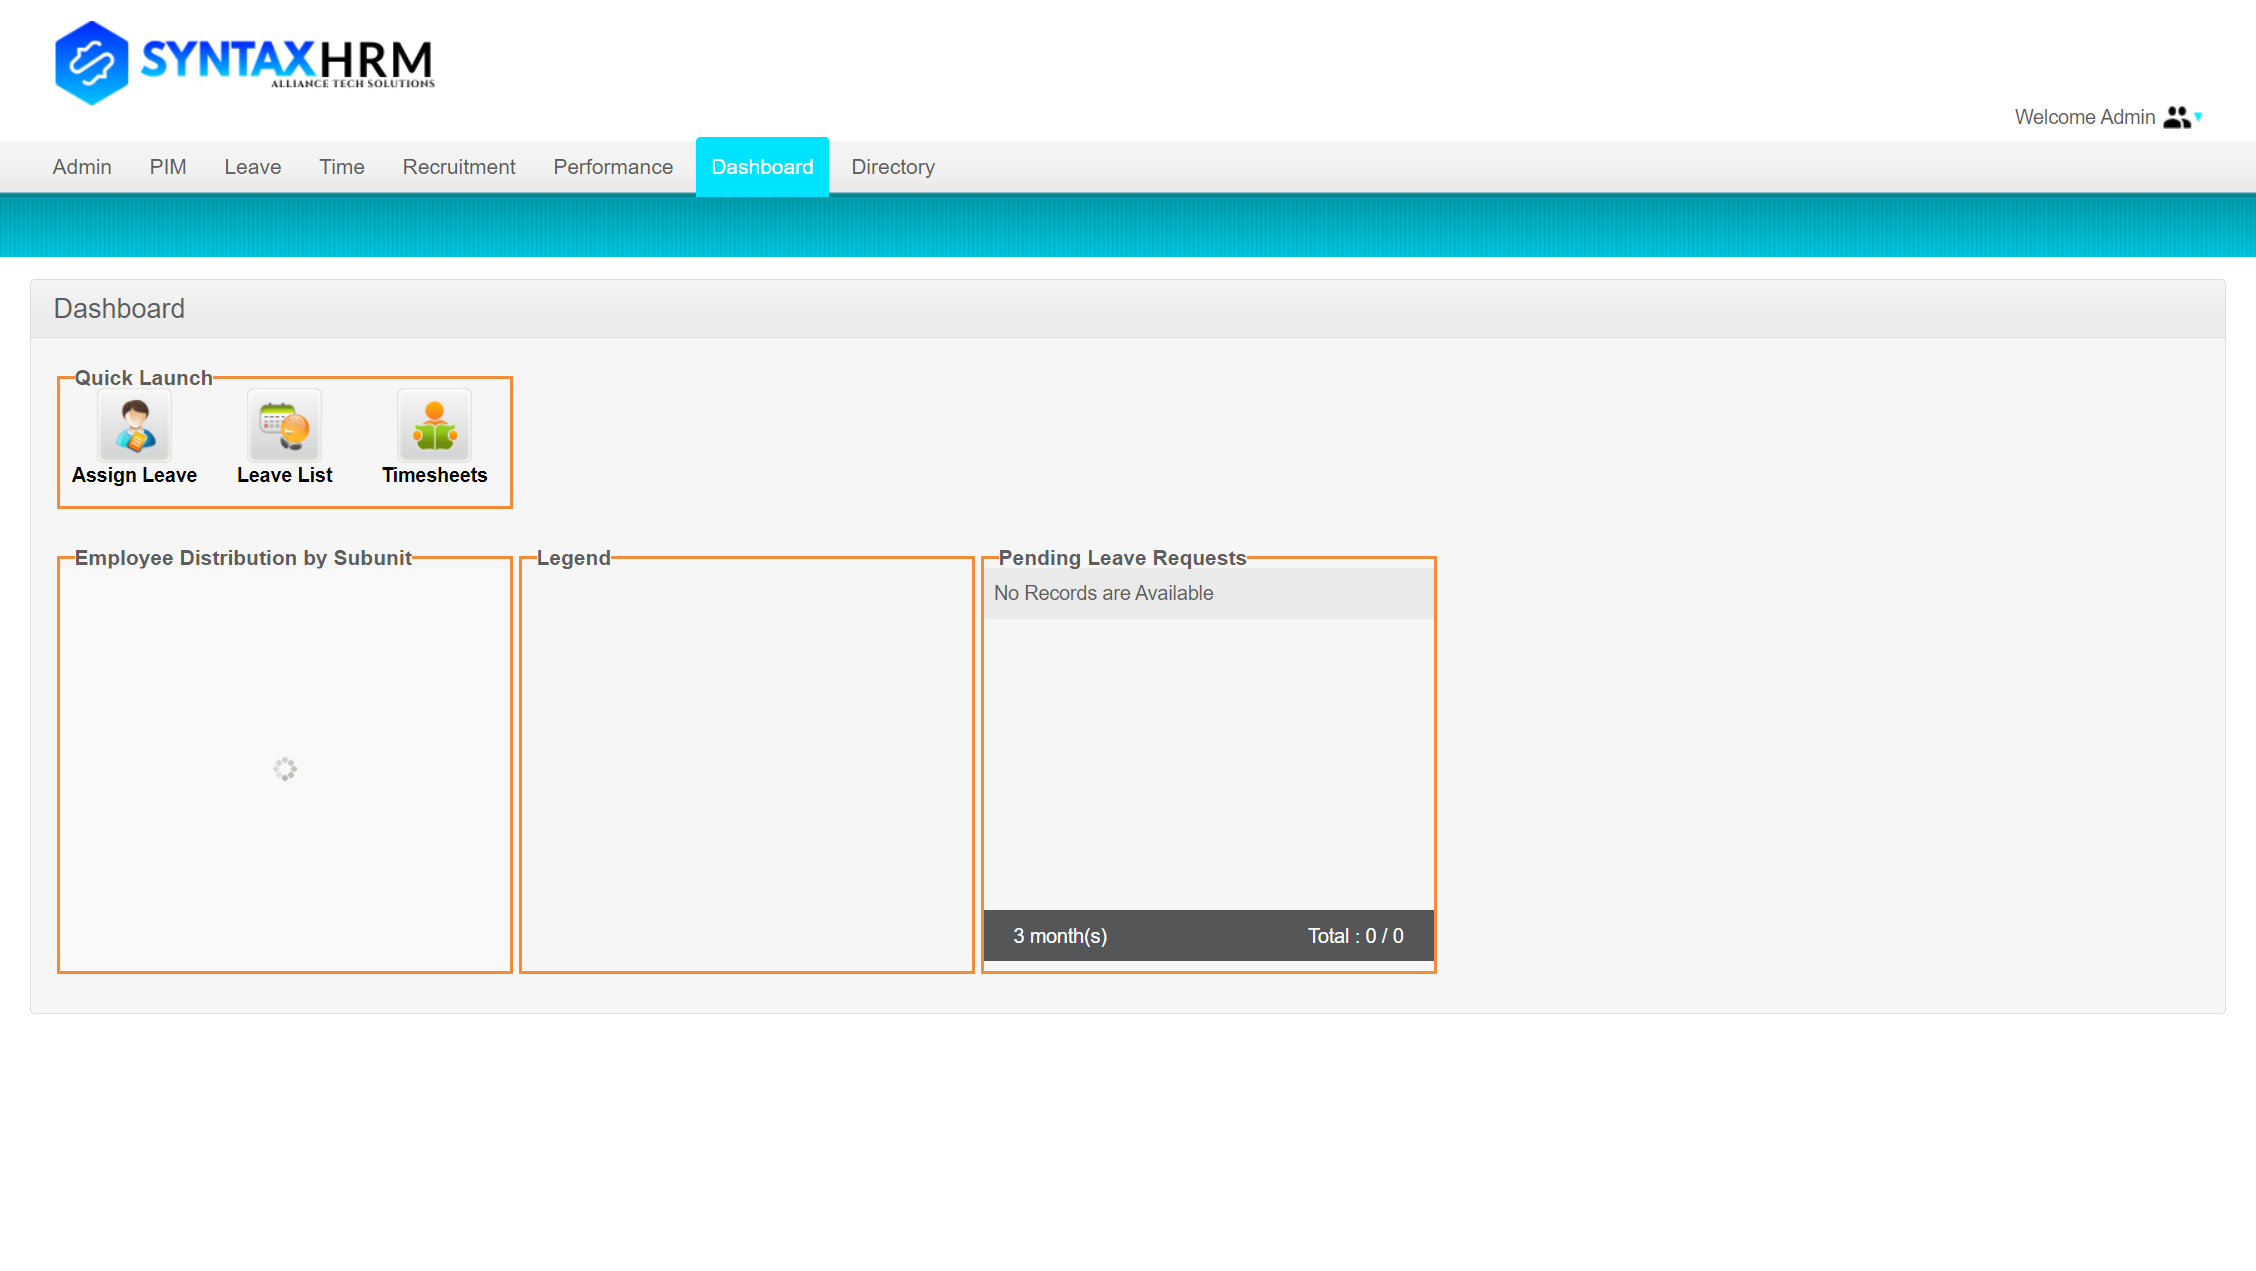 SYNTAXHRM
ALLIANCE TECH SOLUTIONS
Welcome Admin
Admin PIM Leave Time Recruitment Performance Dashboard Directory
Dashboard
Quick Launch
Assign Leave Leave List Timesheets
Employee Distribution by Subunit Legend Pending Leave Requests
No Records are Available
3 month(s) Total : 0 / 0